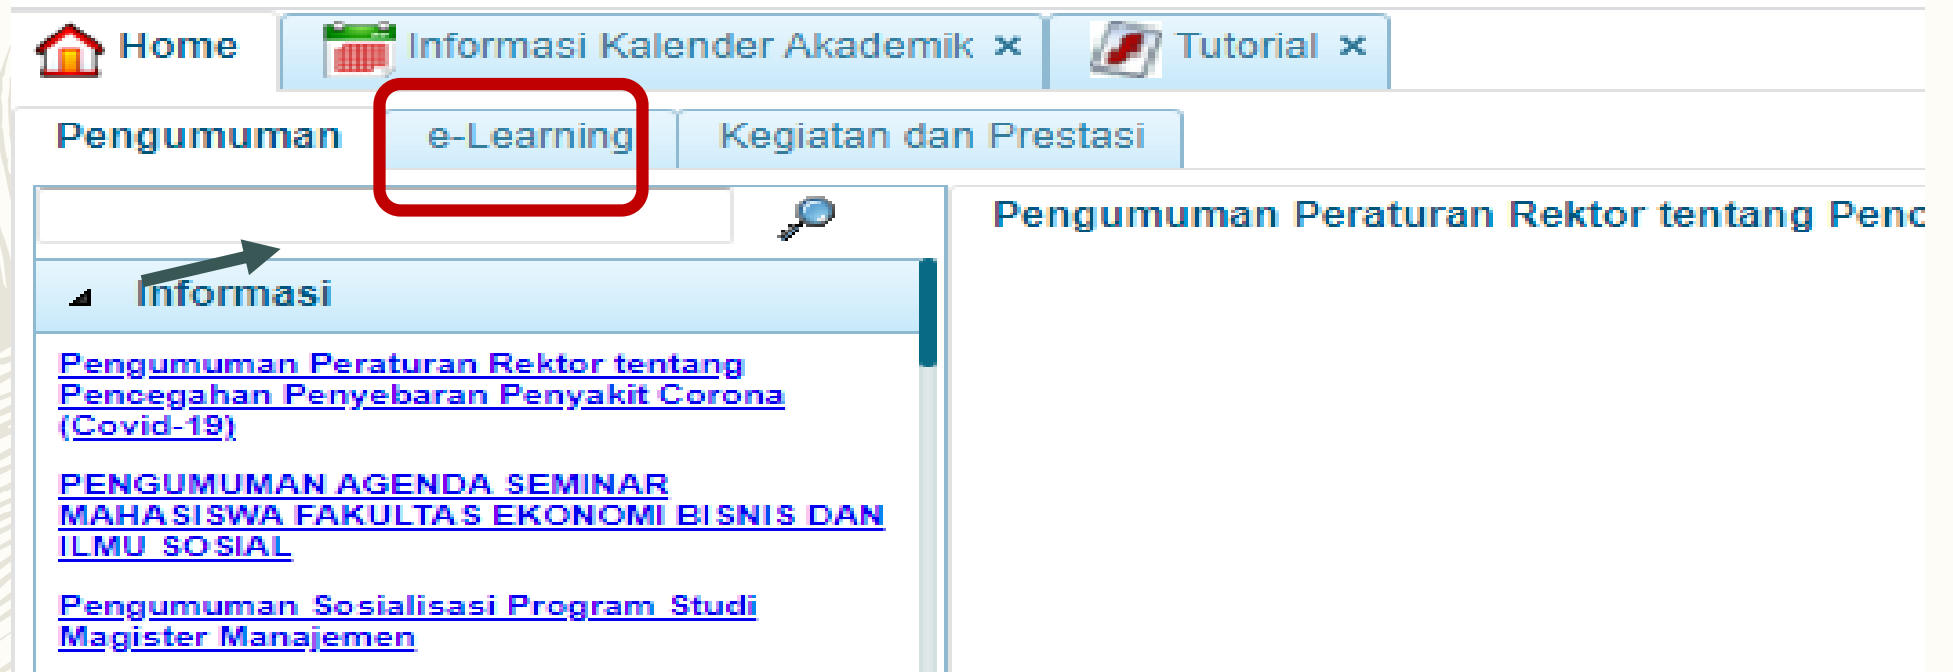 Home Informasi Kalender Akademik × Tutorial ×
Pengumuman e-Learning Kegiatan dan Prestasi
Pengumuman Peraturan Rektor tentang
Informasi
Pengumuman Peraturan Rektor tentang
Pencegahan Penyebaran Penyakit Corona
(Covid-19)
PENGUMUMAN AGENDA SEMINAR
MAHASISWA FAKULTAS EKONOMI BISNIS DAN
ILMU SOSIAL
Pengumuman Sosialisasi Program Studi
Magister Manajemen